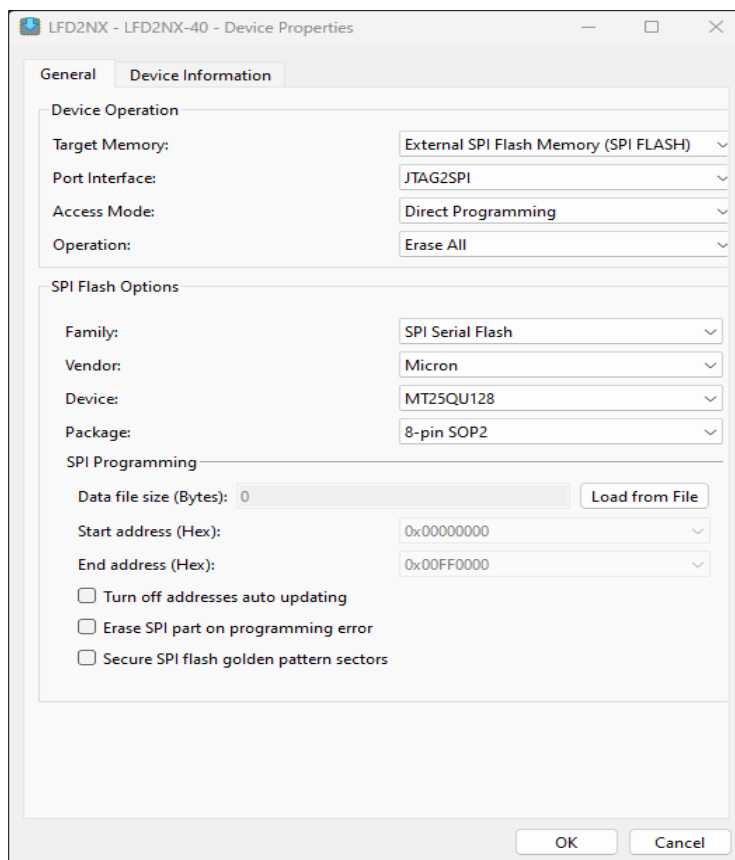 LFD2NX - LFD2NX-40 - Device Properties
General Device Information
Device Operation
Target Memory: External SPI Flash Memory (SPI FLASH)
Port Interface: JTAG2SPI
Access Mode: Direct Programming
Operation: Erase All
SPI Flash Options
Family: SPI Serial Flash
Vendor: Micron
Device: MT25QU128
Package: 8-pin SOP2
SPI Programming
Data file size (Bytes): 0 Load from File
Start address (Hex): 0x00000000
End address (Hex): 0x00FF0000
Turn off addresses auto updating
Erase SPI part on programming error
Secure SPI flash golden pattern sectors
OK Cancel